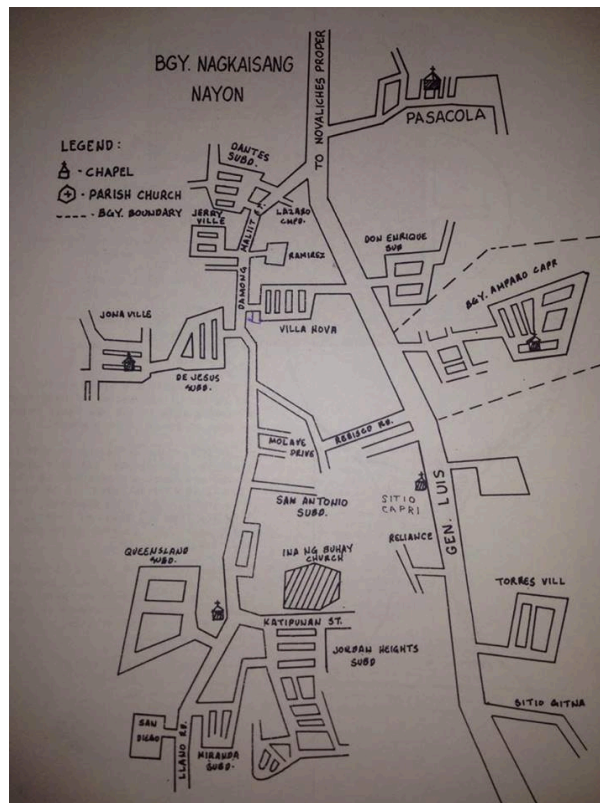 BGY. NAGKAISANG
NAYON
TO NOVALICHES PROPER
PASACOLA
LEGEND:
- CHAPEL
- PARISH CHURCH
- BGY. BOUNDARY
DANTES
SUBD.
JERRY
VILLE
DAMONG MALIIT RD.
LAZARO
CMPD.
RAMIREZ
DON ENRIQUE
SUB
BGY. AMPARO CAPR
JONAVILLE
VILLA NOVA
DE JESUS
SUBD.
MOLAVE
DRIVE
REBISCO RD.
SAN ANTONIO
SUBD.
SITIO
CAPRI
GEN. LUIS
RELIANCE
QUEENSLAND
SUBD.
INA NG BUHAY
CHURCH
KATIPUNAN ST.
JORDAN HEIGHTS
SUBD
TORRES VILL
SITIO GITNA
SAN
DIEGO
LLANO RD.
MIRANDA
SUBD.